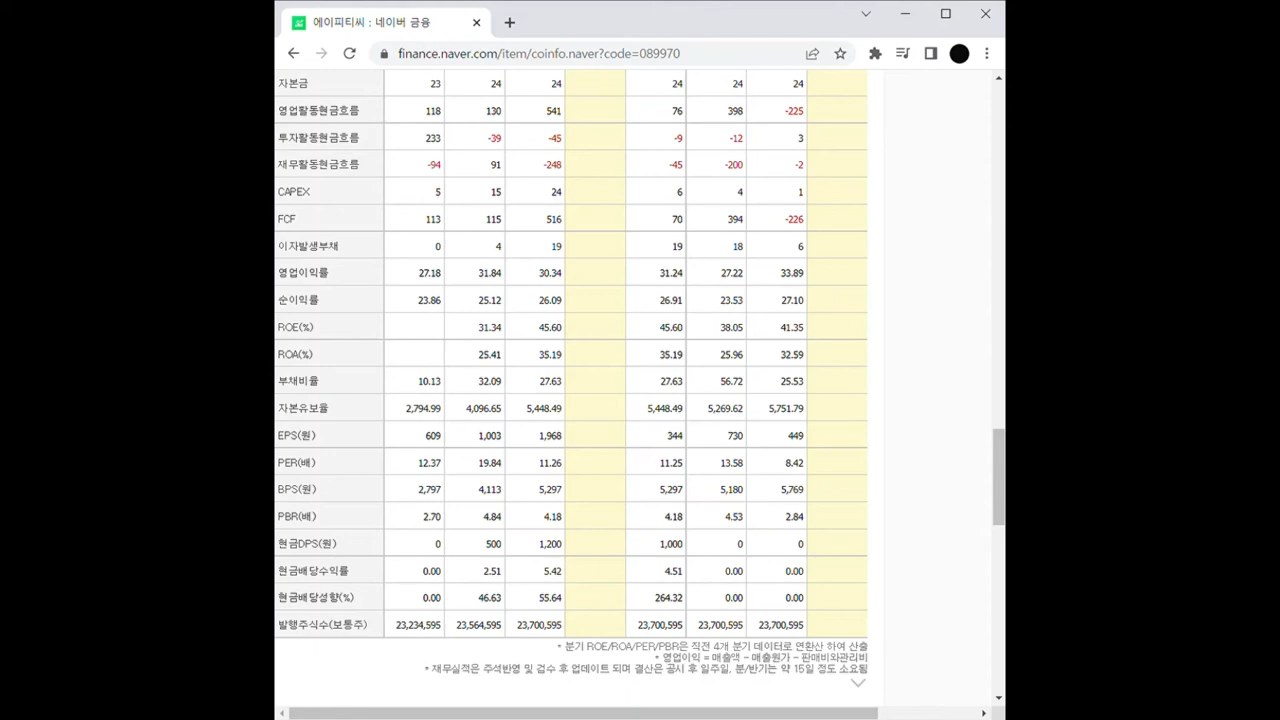 에이피티씨 : 네이버 금융
finance.naver.com/item/coinfo.naver?code=089970
자본금 23 24 24 24 24 24
영업활동현금흐름 118 130 541 76 398 -225
투자활동현금흐름 233 -39 -45 -9 -12 3
재무활동현금흐름 -94 91 -248 -45 -200 -2
CAPEX 5 15 24 6 4 1
FCF 113 115 516 70 394 -226
이자발생부채 0 4 19 19 18 6
영업이익률 27.18 31.84 30.34 31.24 27.22 33.89
순이익률 23.86 25.12 26.09 26.91 23.53 27.10
ROE(%) 31.34 45.60 45.60 38.05 41.35
ROA(%) 25.41 35.19 35.19 25.96 32.59
부채비율 10.13 32.09 27.63 27.63 56.72 25.53
자본유보율 2,794.99 4,096.65 5,448.49 5,448.49 5,269.62 5,751.79
EPS(원) 609 1,003 1,968 344 730 449
PER(배) 12.37 19.84 11.26 11.25 13.58 8.42
BPS(원) 2,797 4,113 5,297 5,297 5,180 5,769
PBR(배) 2.70 4.84 4.18 4.18 4.53 2.84
현금DPS(원) 0 500 1,200 1,000 0 0
현금배당수익률 0.00 2.51 5.42 4.51 0.00 0.00
현금배당성향(%) 0.00 46.63 55.64 264.32 0.00 0.00
발행주식수(보통주) 23,234,595 23,564,595 23,700,595 23,700,595 23,700,595 23,700,595
* 분기 ROE/ROA/PER/PBR은 직전 4개 분기 데이터로 연환산 하여 산출
* 영업이익 = 매출액 - 매출원가 - 판매비와관리비
* 재무실적은 주석반영 및 검수 후 업데이트 되며 결산은 공시 후 일주일, 분/반기는 약 15일 정도 소요됨